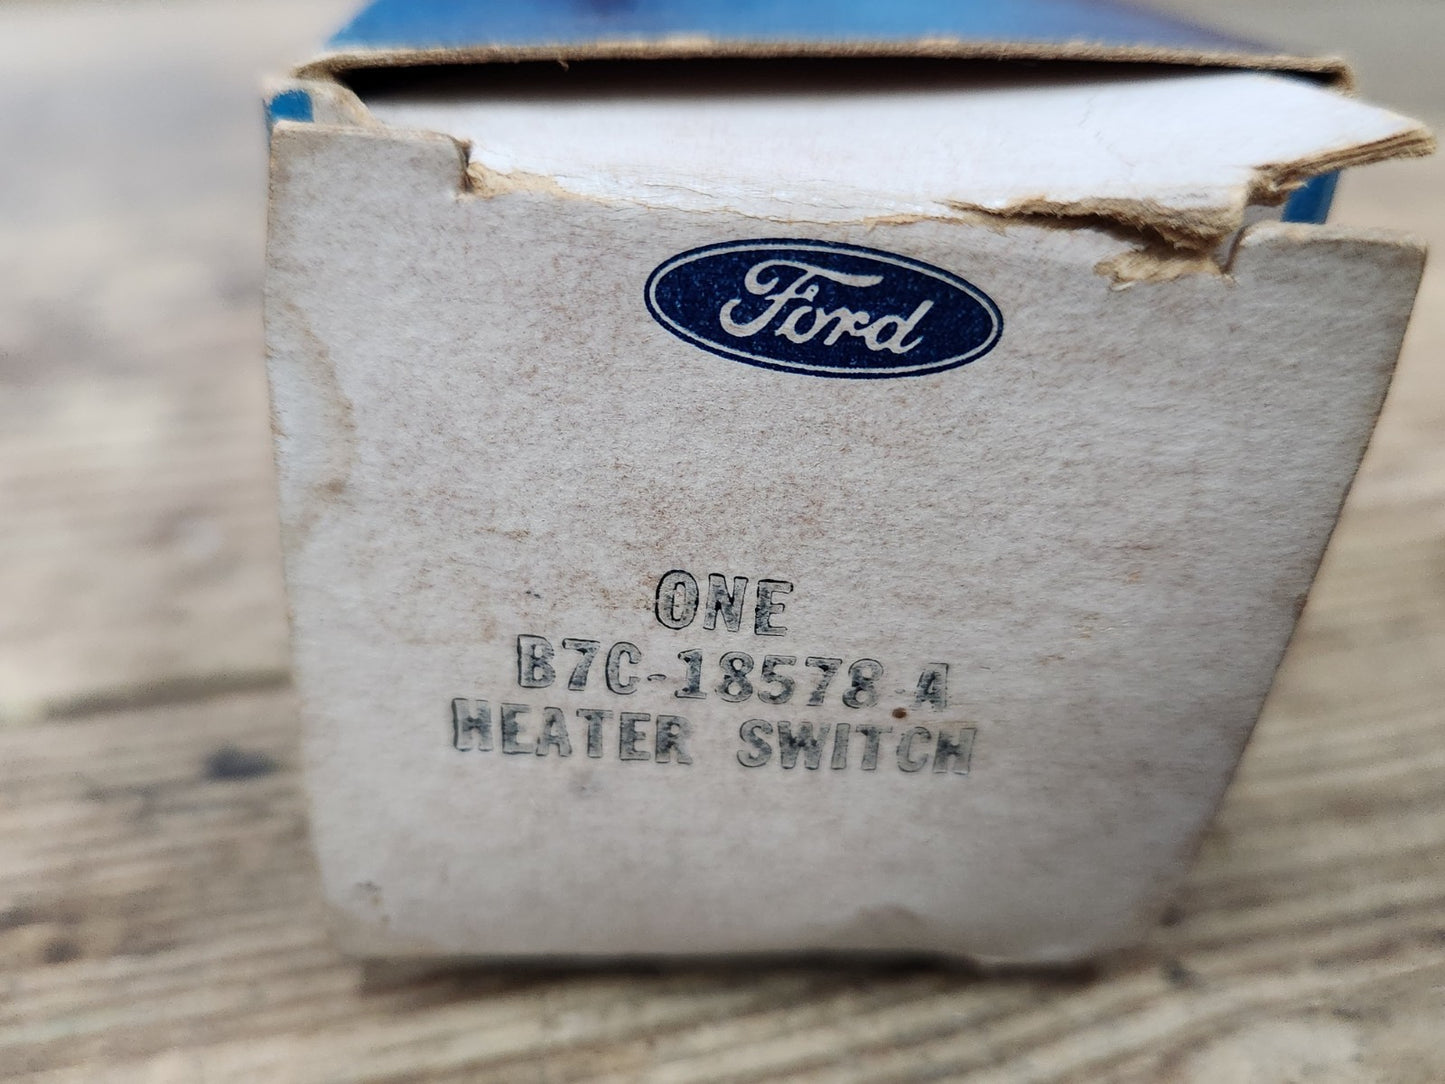 Ford
ONE
B7C-18578-A
HEATER SWITCH